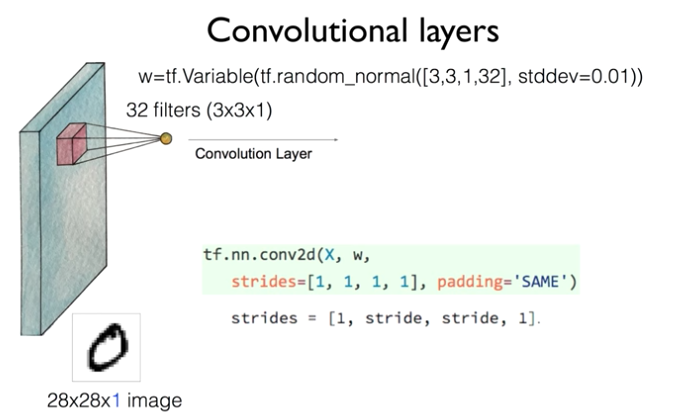 Convolutional layers
w=tf.Variable(tf.random_normal([3,3,1,32], stddev=0.01))
32 filters (3x3x1)
Convolution Layer
tf.nn.conv2d(X, w,
strides=[1, 1, 1, 1], padding='SAME')
strides = [1, stride, stride, 1].
0
28x28x1 image